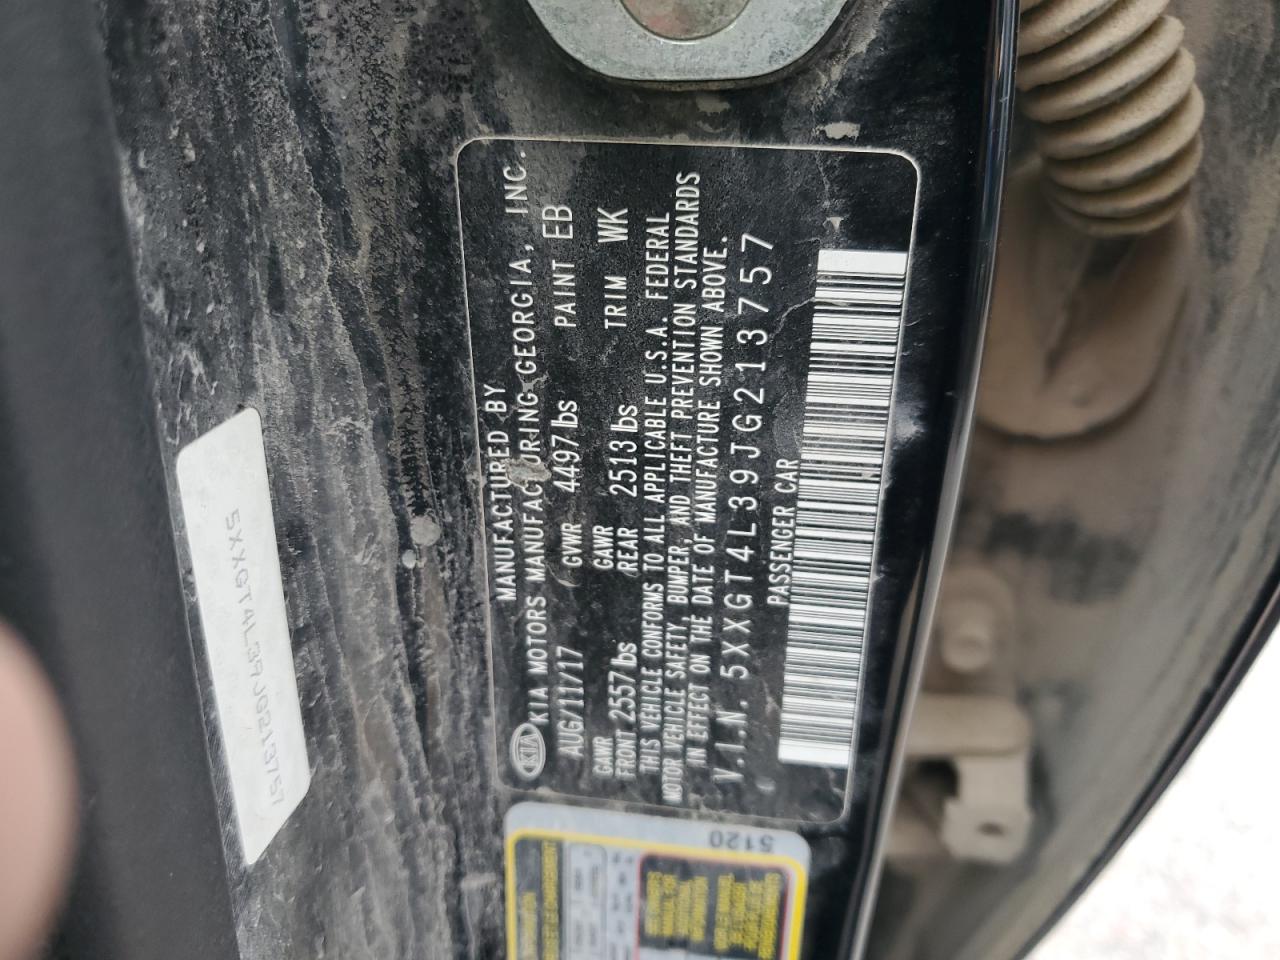 MANUFACTURED BY
KIA KIA MOTORS MANUFACTURING GEORGIA, INC.
AUG/11/17 GVWR 4497 lbs PAINT EB
GAWR FRONT 2557 lbs GAWR REAR 2513 lbs TRIM WK
THIS VEHICLE CONFORMS TO ALL APPLICABLE U.S.A. FEDERAL
MOTOR VEHICLE SAFETY, BUMPER, AND THEFT PREVENTION STANDARDS
IN EFFECT ON THE DATE OF MANUFACTURE SHOWN ABOVE.
V.I.N. 5XXGT4L39JG213757
PASSENGER CAR
5XXGT4L39JG213757
5120